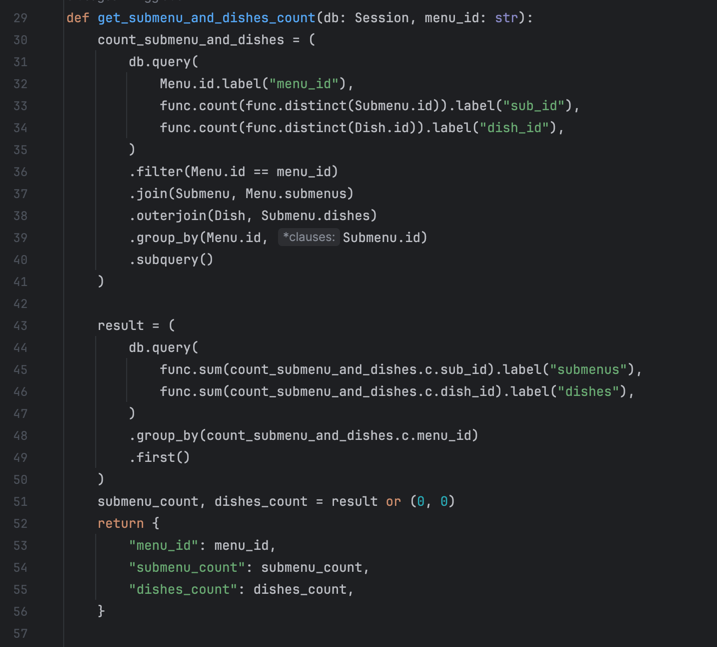 29 def get_submenu_and_dishes_count(db: Session, menu_id: str):
30     count_submenu_and_dishes = (
31         db.query(
32             Menu.id.label("menu_id"),
33             func.count(func.distinct(Submenu.id)).label("sub_id"),
34             func.count(func.distinct(Dish.id)).label("dish_id"),
35         )
36         .filter(Menu.id == menu_id)
37         .join(Submenu, Menu.submenus)
38         .outerjoin(Dish, Submenu.dishes)
39         .group_by(Menu.id, *clauses: Submenu.id)
40         .subquery()
41     )
42
43     result = (
44         db.query(
45             func.sum(count_submenu_and_dishes.c.sub_id).label("submenus"),
46             func.sum(count_submenu_and_dishes.c.dish_id).label("dishes"),
47         )
48         .group_by(count_submenu_and_dishes.c.menu_id)
49         .first()
50     )
51     submenu_count, dishes_count = result or (0, 0)
52     return {
53         "menu_id": menu_id,
54         "submenu_count": submenu_count,
55         "dishes_count": dishes_count,
56     }
57